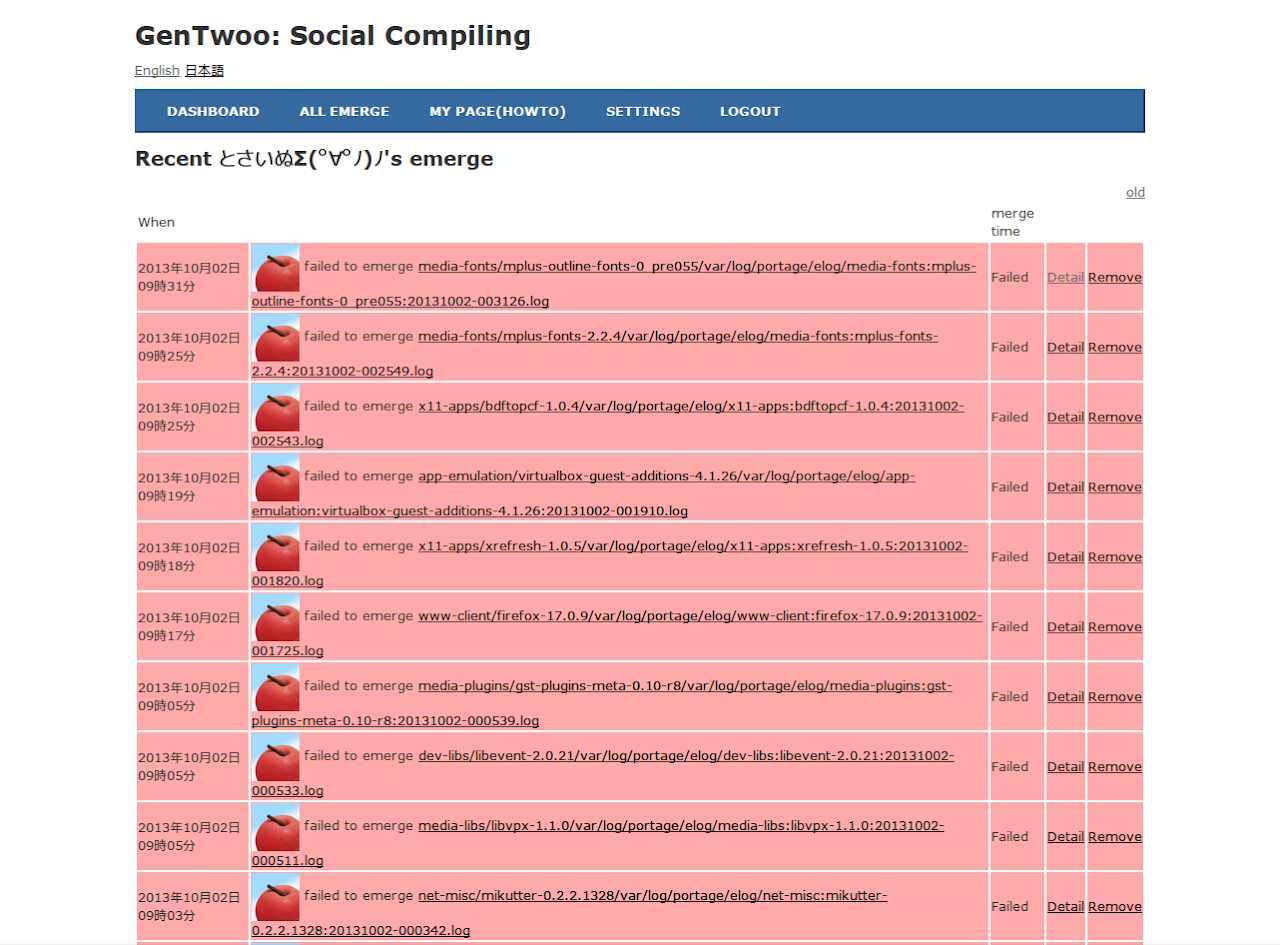 GenTwoo: Social Compiling
English 日本語
DASHBOARD ALL EMERGE MY PAGE(HOWTO) SETTINGS LOGOUT
Recent とさいぬΣ(ﾟ∀ﾟﾉ)ﾉ's emerge
old
When merge
time
2013年10月02日
09時31分
failed to emerge media-fonts/mplus-outline-fonts-0_pre055/var/log/portage/elog/media-fonts:mplus-
outline-fonts-0_pre055:20131002-003126.log
Failed Detail Remove
2013年10月02日
09時25分
failed to emerge media-fonts/mplus-fonts-2.2.4/var/log/portage/elog/media-fonts:mplus-fonts-
2.2.4:20131002-002549.log
Failed Detail Remove
2013年10月02日
09時25分
failed to emerge x11-apps/bdftopcf-1.0.4/var/log/portage/elog/x11-apps:bdftopcf-1.0.4:20131002-
002543.log
Failed Detail Remove
2013年10月02日
09時19分
failed to emerge app-emulation/virtualbox-guest-additions-4.1.26/var/log/portage/elog/app-
emulation:virtualbox-guest-additions-4.1.26:20131002-001910.log
Failed Detail Remove
2013年10月02日
09時18分
failed to emerge x11-apps/xrefresh-1.0.5/var/log/portage/elog/x11-apps:xrefresh-1.0.5:20131002-
001820.log
Failed Detail Remove
2013年10月02日
09時17分
failed to emerge www-client/firefox-17.0.9/var/log/portage/elog/www-client:firefox-17.0.9:20131002-
001725.log
Failed Detail Remove
2013年10月02日
09時05分
failed to emerge media-plugins/gst-plugins-meta-0.10-r8/var/log/portage/elog/media-plugins:gst-
plugins-meta-0.10-r8:20131002-000539.log
Failed Detail Remove
2013年10月02日
09時05分
failed to emerge dev-libs/libevent-2.0.21/var/log/portage/elog/dev-libs:libevent-2.0.21:20131002-
000533.log
Failed Detail Remove
2013年10月02日
09時05分
failed to emerge media-libs/libvpx-1.1.0/var/log/portage/elog/media-libs:libvpx-1.1.0:20131002-
000511.log
Failed Detail Remove
2013年10月02日
09時03分
failed to emerge net-misc/mikutter-0.2.2.1328/var/log/portage/elog/net-misc:mikutter-
0.2.2.1328:20131002-000342.log
Failed Detail Remove